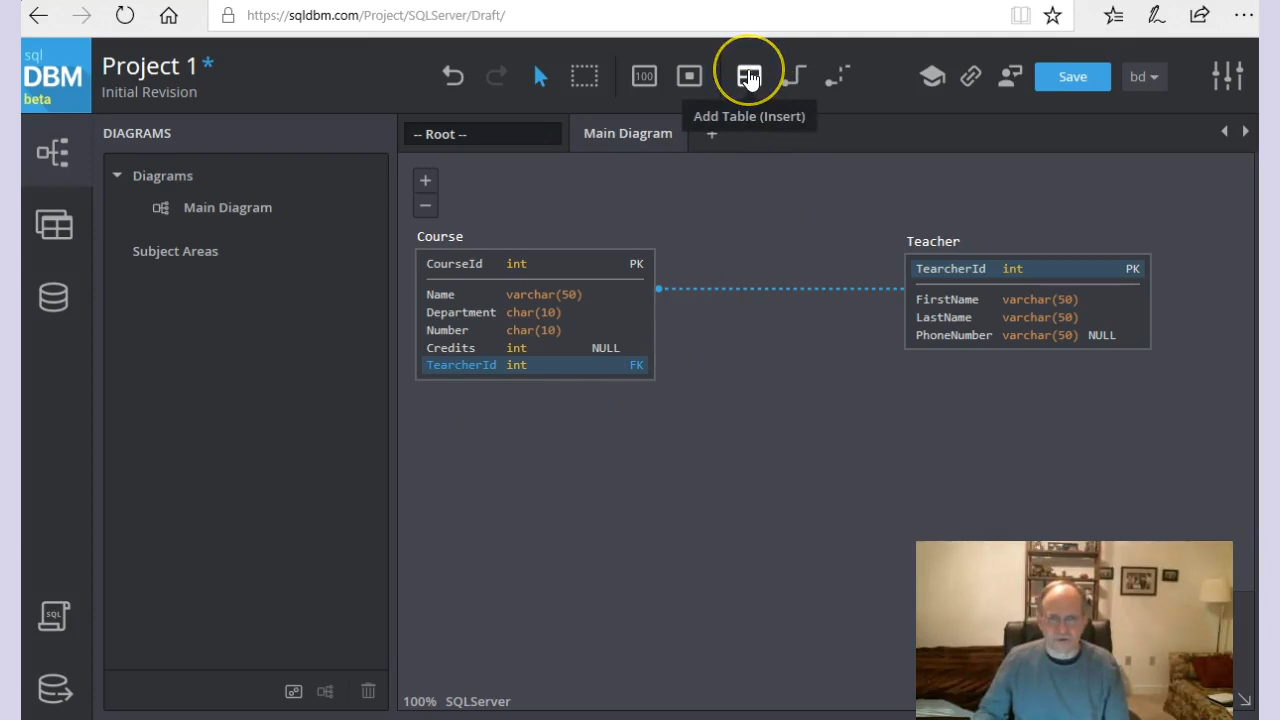 https://sqldbm.com/Project/SQLServer/Draft/
sql
DBM
beta
Project 1*
Initial Revision
100
Save
bd
Add Table (Insert)
DIAGRAMS
-- Root --
Main Diagram
+
Diagrams
Main Diagram
Subject Areas
+
−
Course
CourseId int PK
Name varchar(50)
Department char(10)
Number char(10)
Credits int NULL
TearcherId int FK
Teacher
TearcherId int PK
FirstName varchar(50)
LastName varchar(50)
PhoneNumber varchar(50) NULL
SQL
100% SQLServer